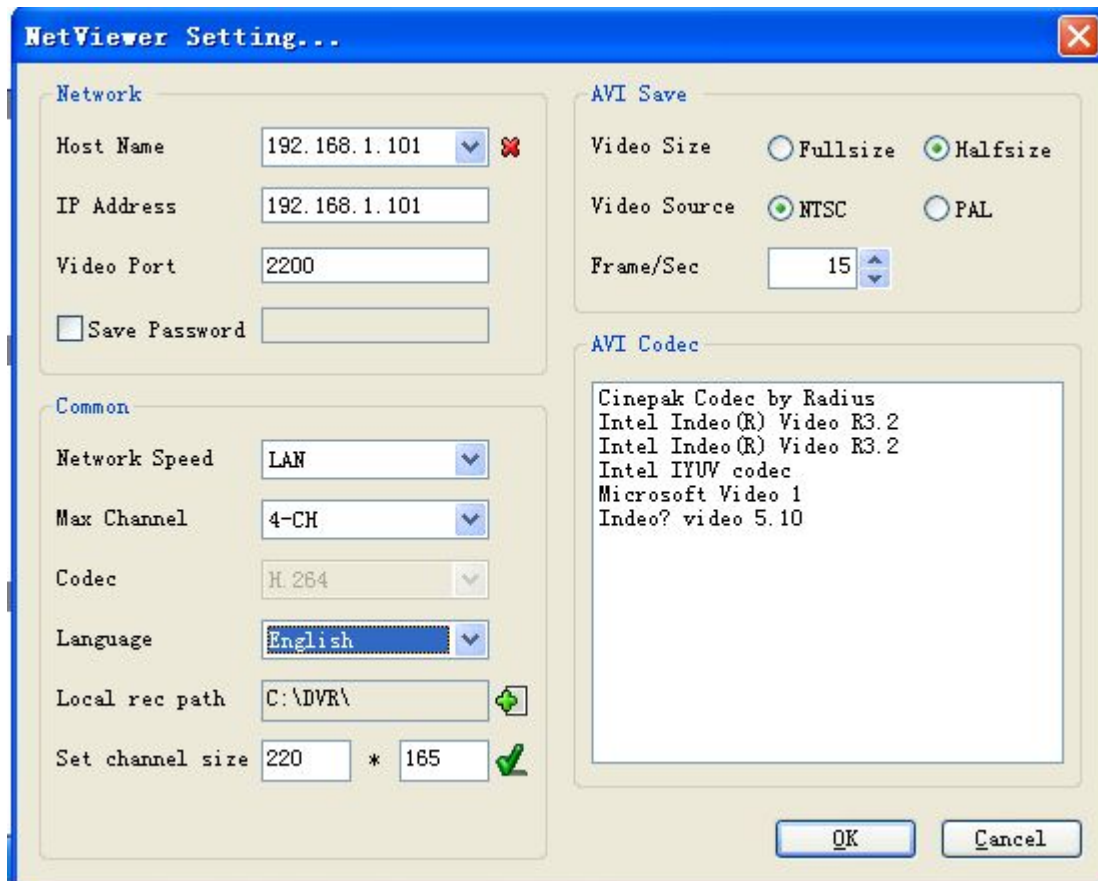 NetViewer Setting...
Network
Host Name 192.168.1.101
IP Address 192.168.1.101
Video Port 2200
Save Password
Common
Network Speed LAN
Max Channel 4-CH
Codec H.264
Language English
Local rec path C:\DVR\
Set channel size 220 * 165
AVI Save
Video Size Fullsize Halfsize
Video Source NTSC PAL
Frame/Sec 15
AVI Codec
Cinepak Codec by Radius
Intel Indeo(R) Video R3.2
Intel Indeo(R) Video R3.2
Intel IYUV codec
Microsoft Video 1
Indeo? video 5.10
OK Cancel